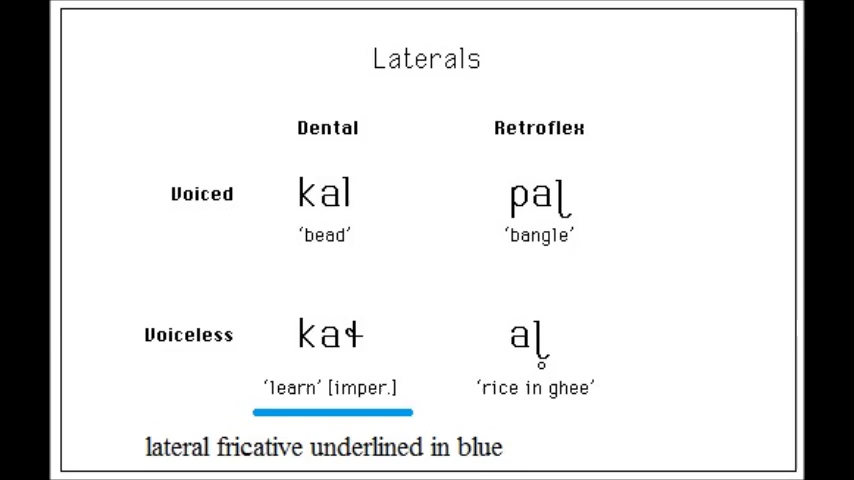 Laterals
Dental Retroflex
Voiced kal paɭ
‘bead’ ‘bangle’
Voiceless kaɬ aɭ̥
‘learn’ [imper.] ‘rice in ghee’
lateral fricative underlined in blue